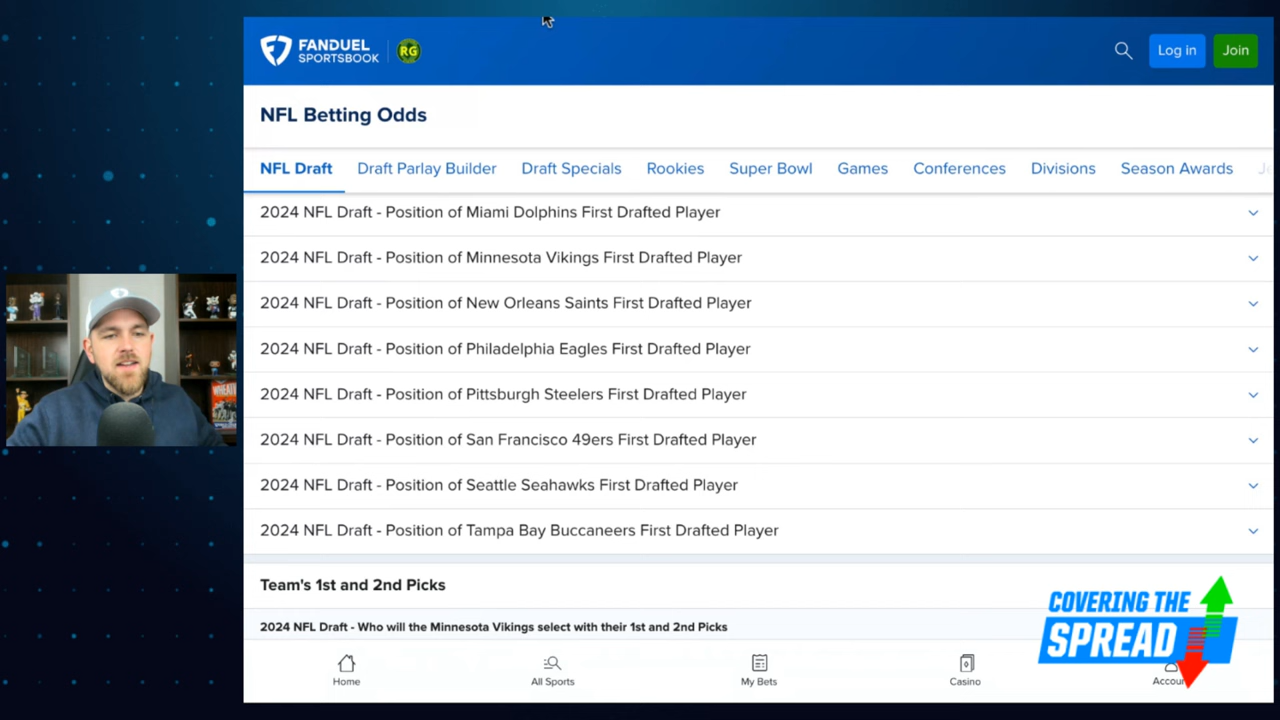 FANDUEL
SPORTSBOOK
RG
Log in
Join
NFL Betting Odds
NFL Draft
Draft Parlay Builder
Draft Specials
Rookies
Super Bowl
Games
Conferences
Divisions
Season Awards
2024 NFL Draft - Position of Miami Dolphins First Drafted Player
2024 NFL Draft - Position of Minnesota Vikings First Drafted Player
2024 NFL Draft - Position of New Orleans Saints First Drafted Player
2024 NFL Draft - Position of Philadelphia Eagles First Drafted Player
2024 NFL Draft - Position of Pittsburgh Steelers First Drafted Player
2024 NFL Draft - Position of San Francisco 49ers First Drafted Player
2024 NFL Draft - Position of Seattle Seahawks First Drafted Player
2024 NFL Draft - Position of Tampa Bay Buccaneers First Drafted Player
Team's 1st and 2nd Picks
2024 NFL Draft - Who will the Minnesota Vikings select with their 1st and 2nd Picks
COVERING THE
SPREAD
Home
All Sports
My Bets
Casino